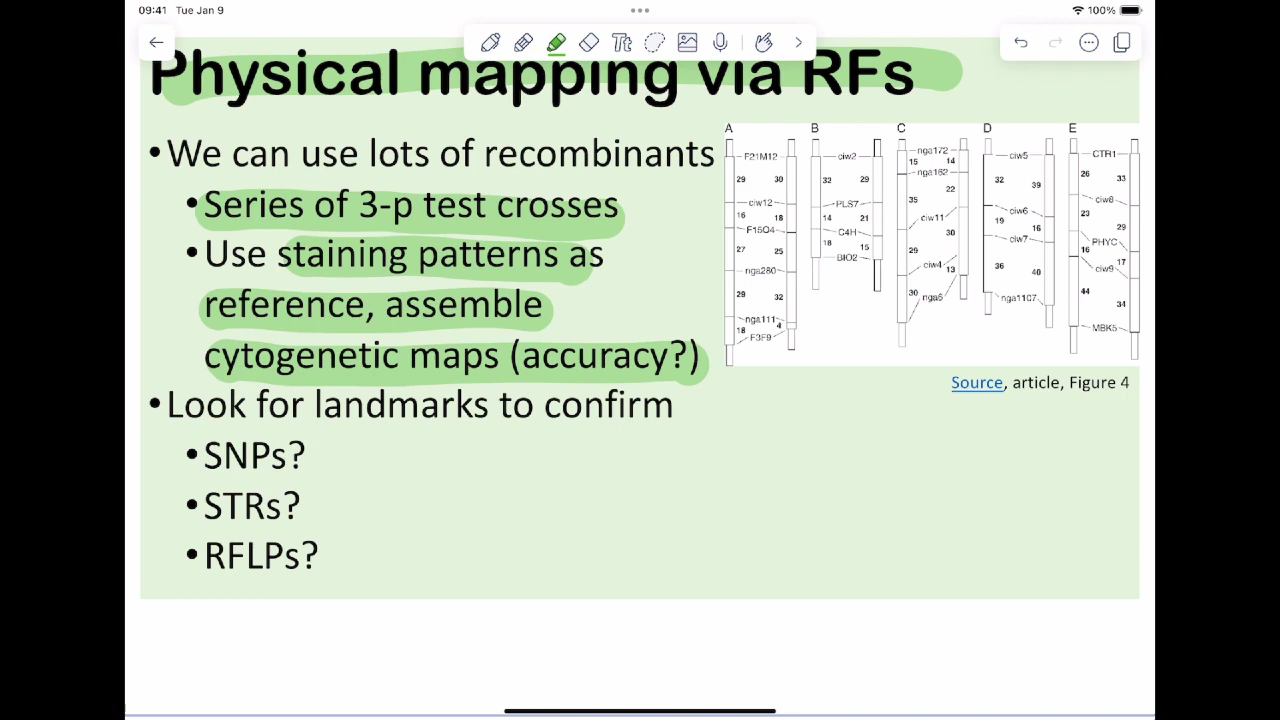 09:41 Tue Jan 9
100%
Tt
Physical mapping via RFs
•We can use lots of recombinants
•Series of 3-p test crosses
•Use staining patterns as
reference, assemble
cytogenetic maps (accuracy?)
•Look for landmarks to confirm
•SNPs?
•STRs?
•RFLPs?
A
F21M12
29 30
ciw12
16 18
F15O4
27 25
nga280
29 32
nga111
18 4
F3F9
B
ciw2
32 29
PLS7
14 21
C4H
18 15
BIO2
C
nga172
15 14
nga162
22
35
ciw11
30
29
ciw4
13
30
nga6
D
ciw5
32 39
ciw6
19 16
ciw7
36 40
nga1107
E
CTR1
26 33
ciw8
23 29
PHYC
16 17
ciw9
44 34
MBK5
Source, article, Figure 4